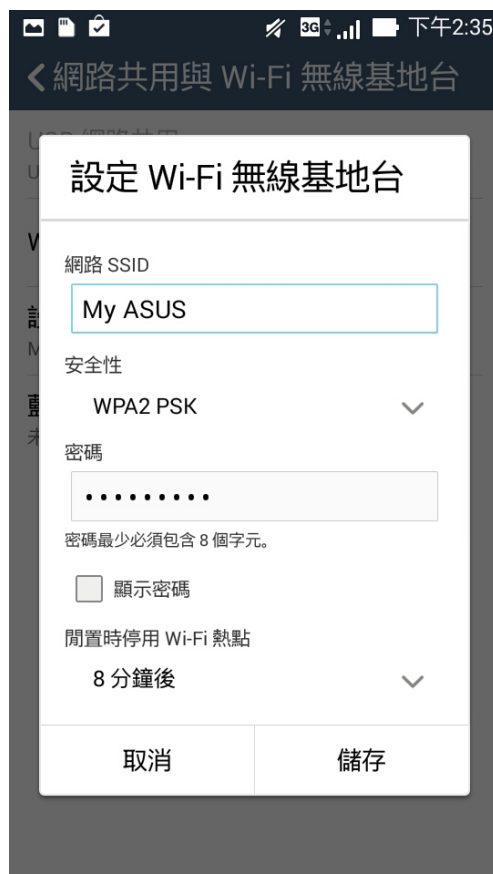 3G 下午2:35
網路共用與 Wi-Fi 無線基地台
設定 Wi-Fi 無線基地台
網路 SSID
My ASUS
安全性
WPA2 PSK
密碼
•••••••••
密碼最少必須包含 8 個字元。
顯示密碼
閒置時停用 Wi-Fi 熱點
8 分鐘後
取消
儲存